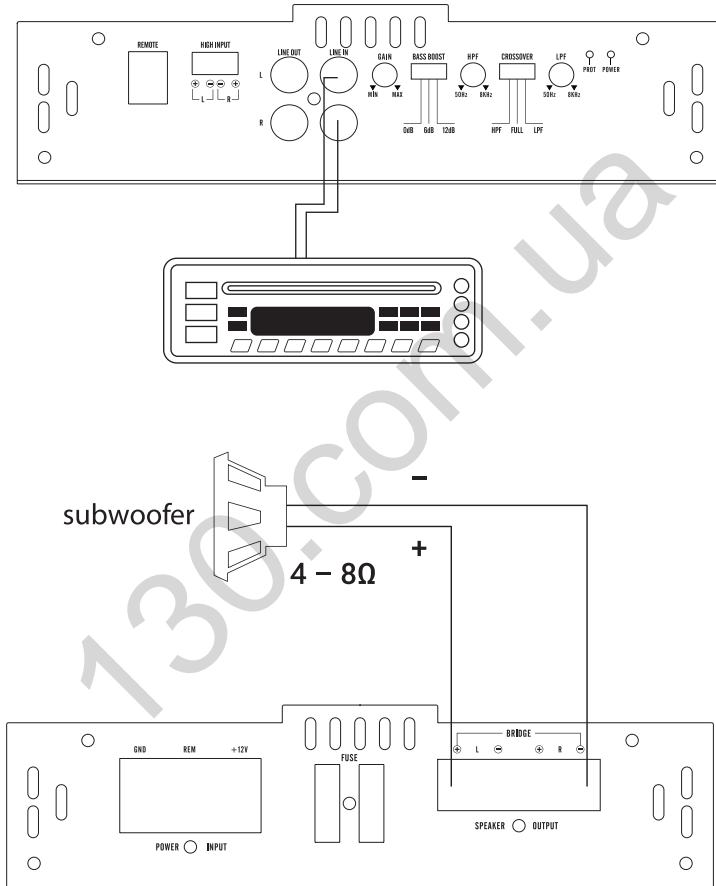 REMOTE HIGH INPUT LINE OUT LINE IN GAIN BASS BOOST HPF CROSSOVER LPF PROT POWER
L
⊕ ⊖ ⊖ ⊕
L R
MIN MAX 50Hz 8KHz 50Hz 8KHz
R
0dB 6dB 12dB HPF FULL LPF
subwoofer
−
+
4 – 8Ω
BRIDGE
GND REM +12V FUSE ⊕ L ⊖ ⊕ R ⊖
POWER INPUT SPEAKER OUTPUT
130.com.ua